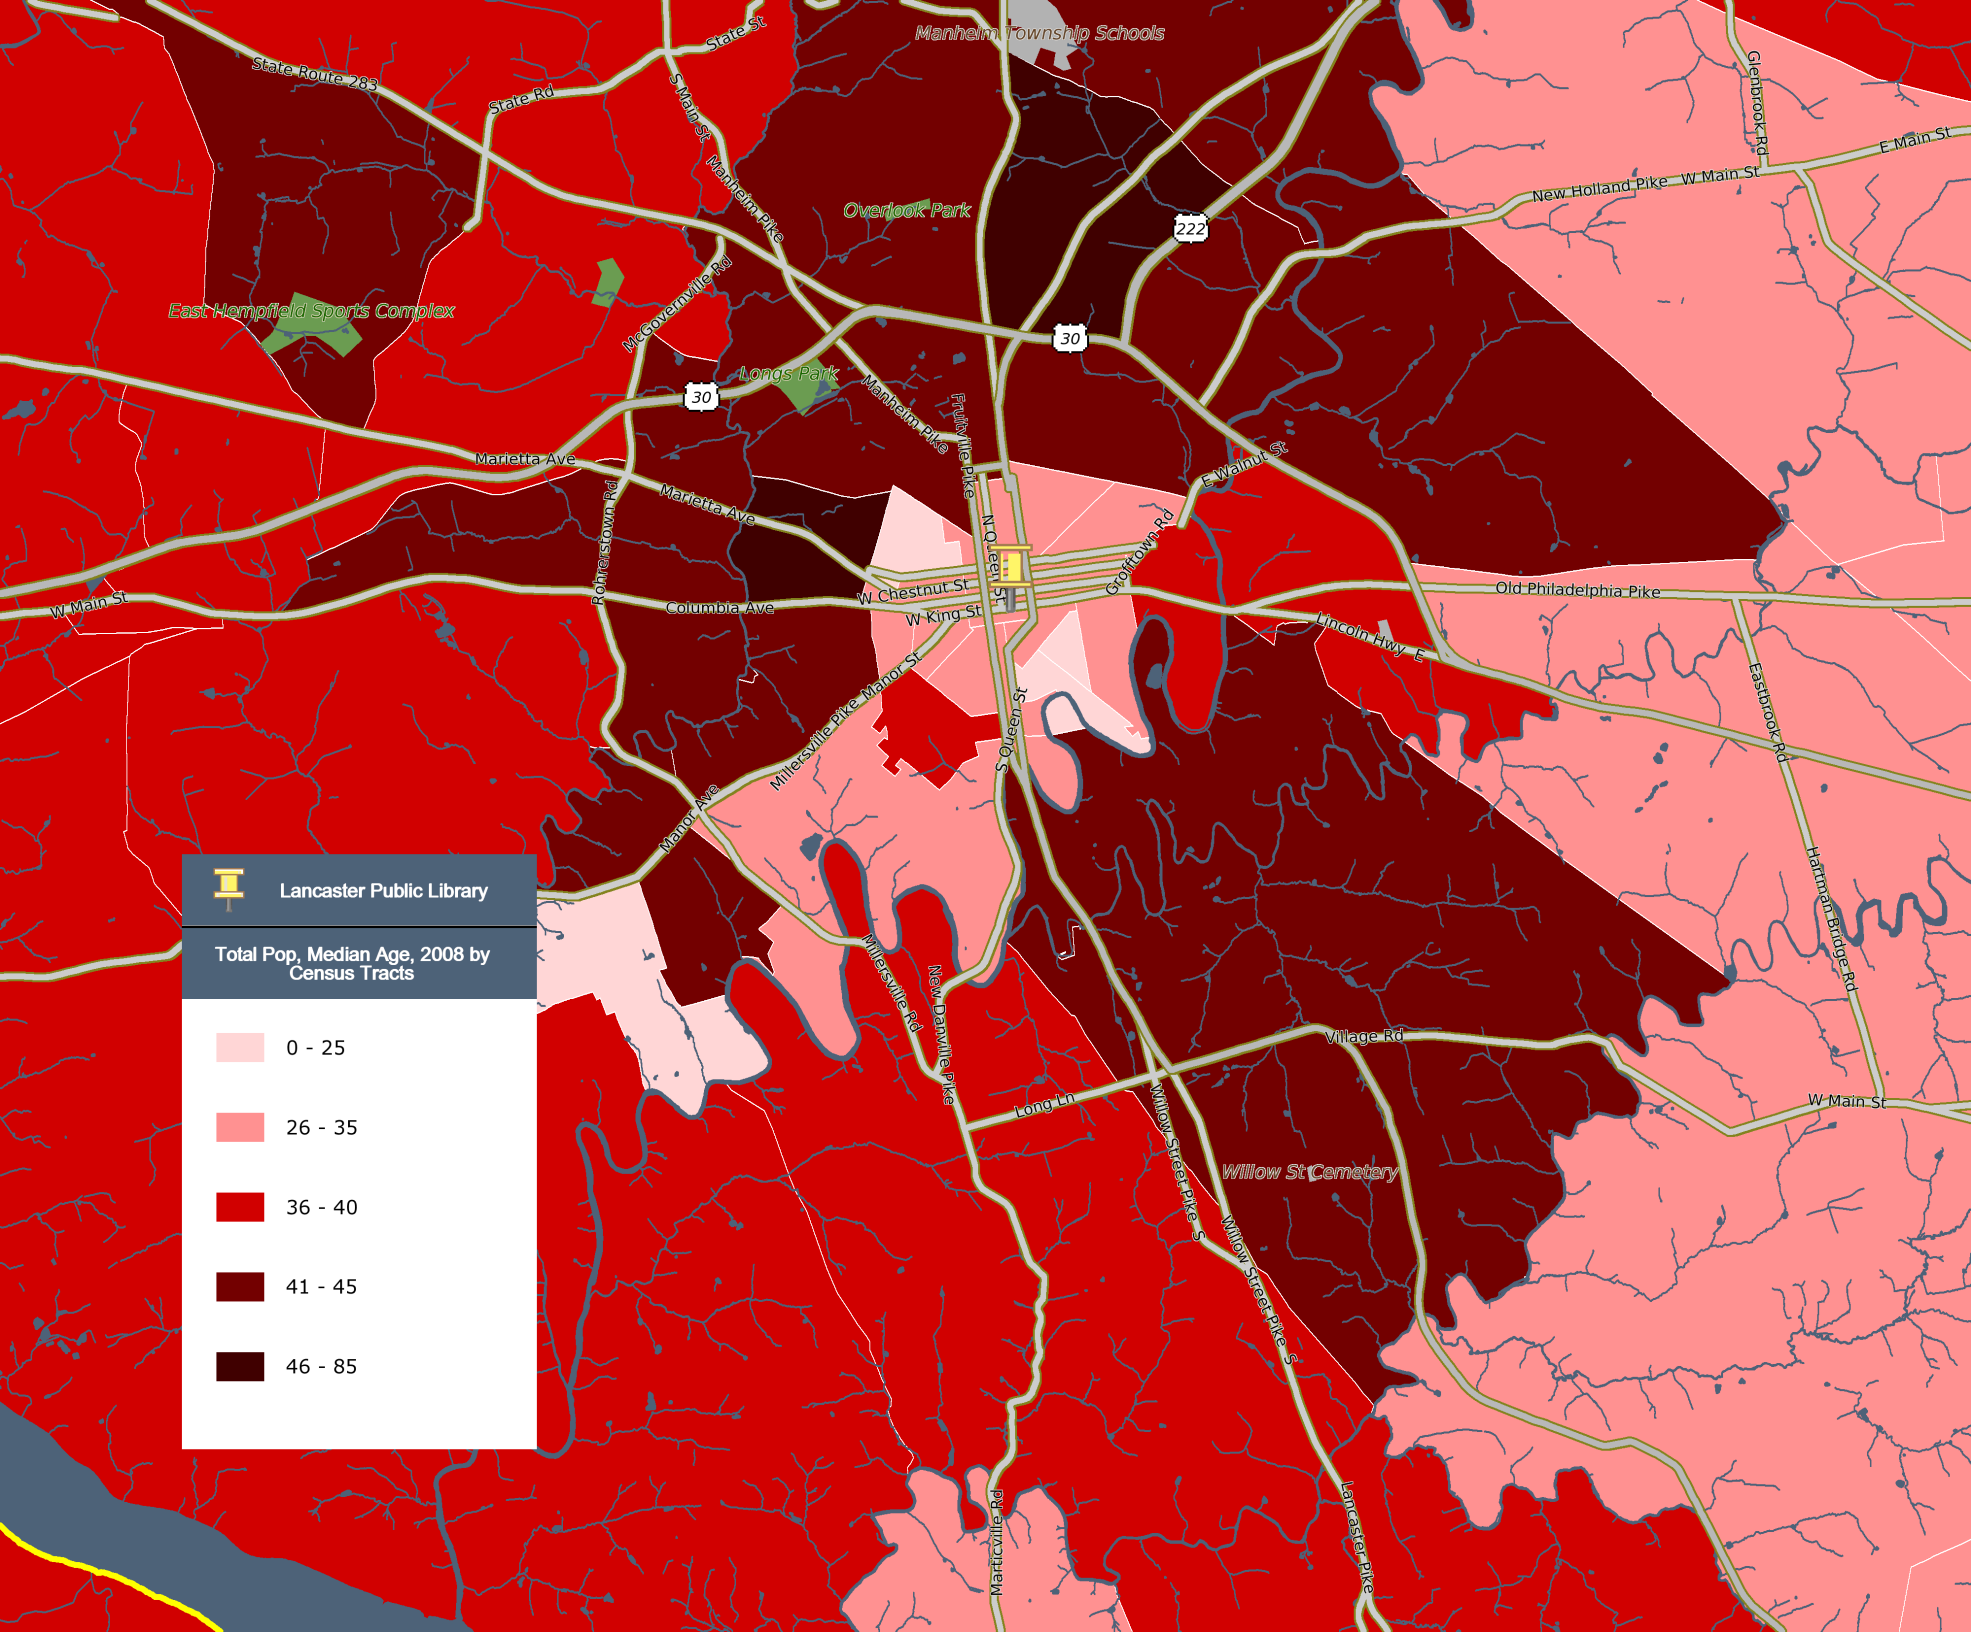 State St
Manheim Township Schools
State Route 283
State Rd
S Main St
Glenbrook Rd
E Main St
New Holland Pike
W Main St
Manheim Pike
Overlook Park
222
McGovernville Rd
East Hempfield Sports Complex
30
Longs Park
30
Manheim Pike
Fruitville Pike
Marietta Ave
Marietta Ave
E Walnut St
Rohrerstown Rd
N Queen St
Grofftown Rd
W Chestnut St
W King St
Columbia Ave
W Main St
Old Philadelphia Pike
Lincoln Hwy E
Millersville Pike
Manor St
S Queen St
Eastbrook Rd
Manor Ave
Hartman Bridge Rd
Lancaster Public Library
Total Pop, Median Age, 2008 by
Census Tracts
0 - 25
26 - 35
36 - 40
41 - 45
46 - 85
Millersville Rd
New Danville Pike
Village Rd
Long Ln
W Main St
Willow Street Pike S
Willow St Cemetery
Willow Street Pike S
Marticville Rd
Lancaster Pike